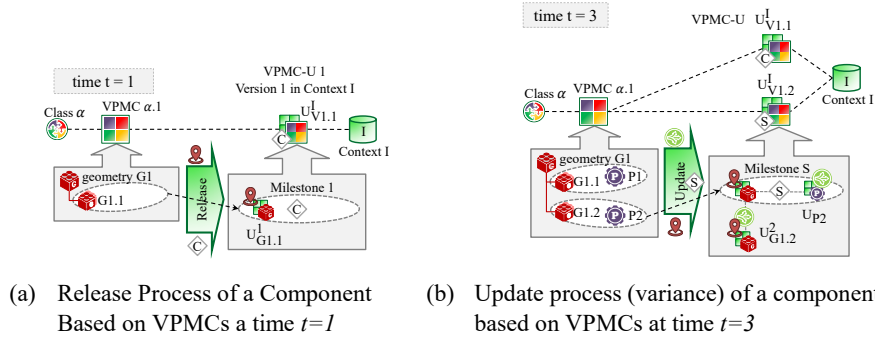 time t = 1
VPMC-U 1
Version 1 in Context I
Class α
VPMC α.1
U^I_V1.1
C
I
Context I
geometry G1
G1.1
Release
C
Milestone 1
C
U^1_G1.1
(a) Release Process of a Component
Based on VPMCs a time t=1
time t = 3
VPMC-U U^I_V1.1
C
Class α
VPMC α.1
U^I_V1.2
S
I
Context I
geometry G1
G1.1
P
P1
G1.2
P
P2
Update
S
Milestone S
S
P
U_P2
U^2_G1.2
(b) Update process (variance) of a componen
based on VPMCs at time t=3